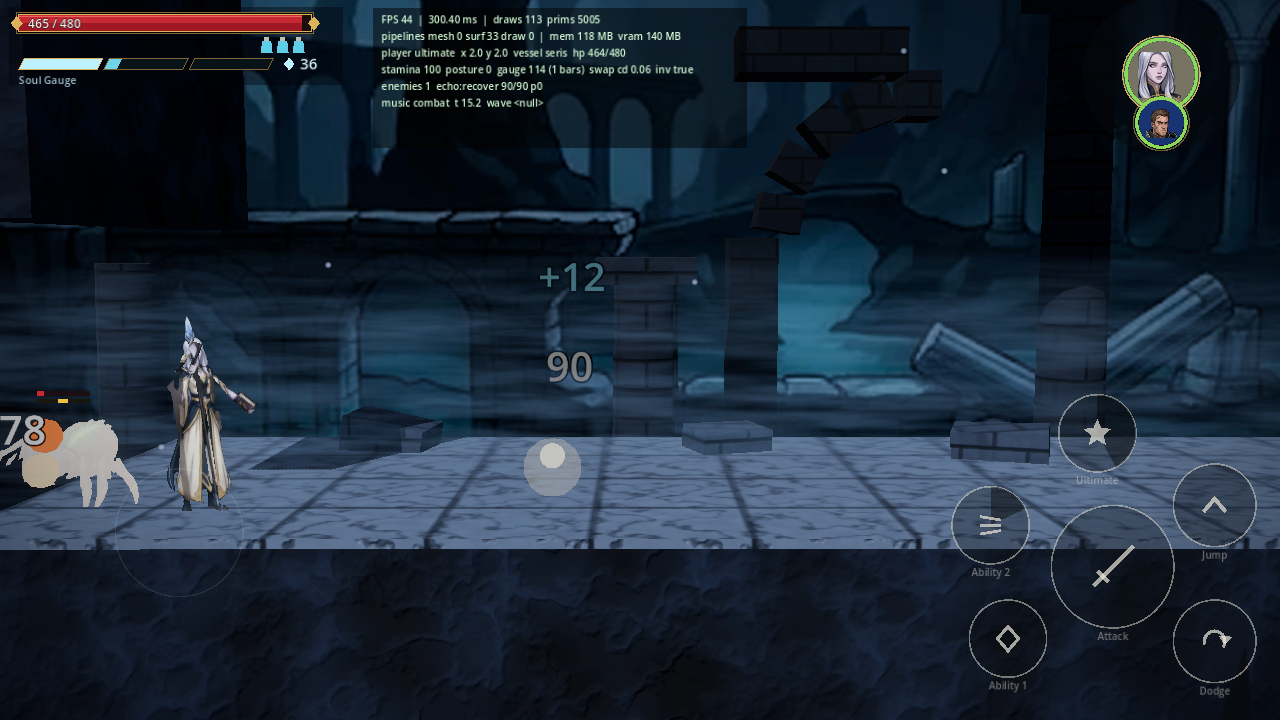 465 / 480
36
Soul Gauge
FPS 44 | 300.40 ms | draws 113 prims 5005
pipelines mesh 0 surf 33 draw 0 | mem 118 MB vram 140 MB
player ultimate x 2.0 y 2.0 vessel seris hp 464/480
stamina 100 posture 0 gauge 114 (1 bars) swap cd 0.06 inv true
enemies 1 echo:recover 90/90 p0
music combat t 15.2 wave <null>
+12
90
78
Ultimate
Ability 2
Jump
Attack
Ability 1
Dodge